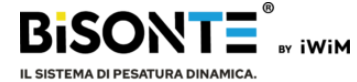 BiSONTE® BY iWiM
IL SISTEMA DI PESATURA DINAMICA.